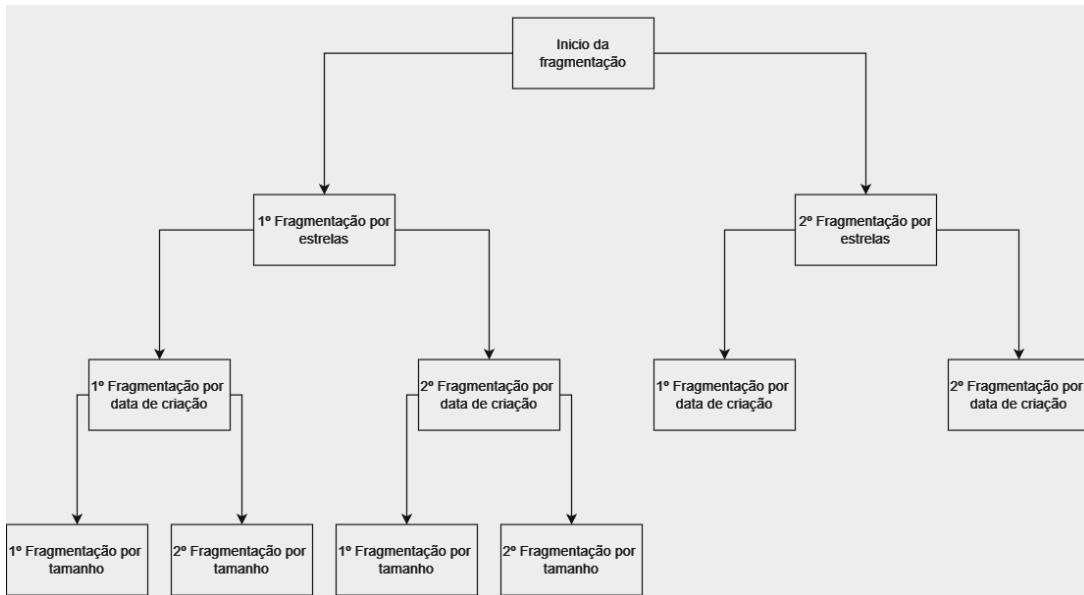 Inicio da
fragmentação
1º Fragmentação por
estrelas
2º Fragmentação por
estrelas
1º Fragmentação por
data de criação
2º Fragmentação por
data de criação
1º Fragmentação por
data de criação
2º Fragmentação por
data de criação
1º Fragmentação por
tamanho
2º Fragmentação por
tamanho
1º Fragmentação por
tamanho
2º Fragmentação por
tamanho